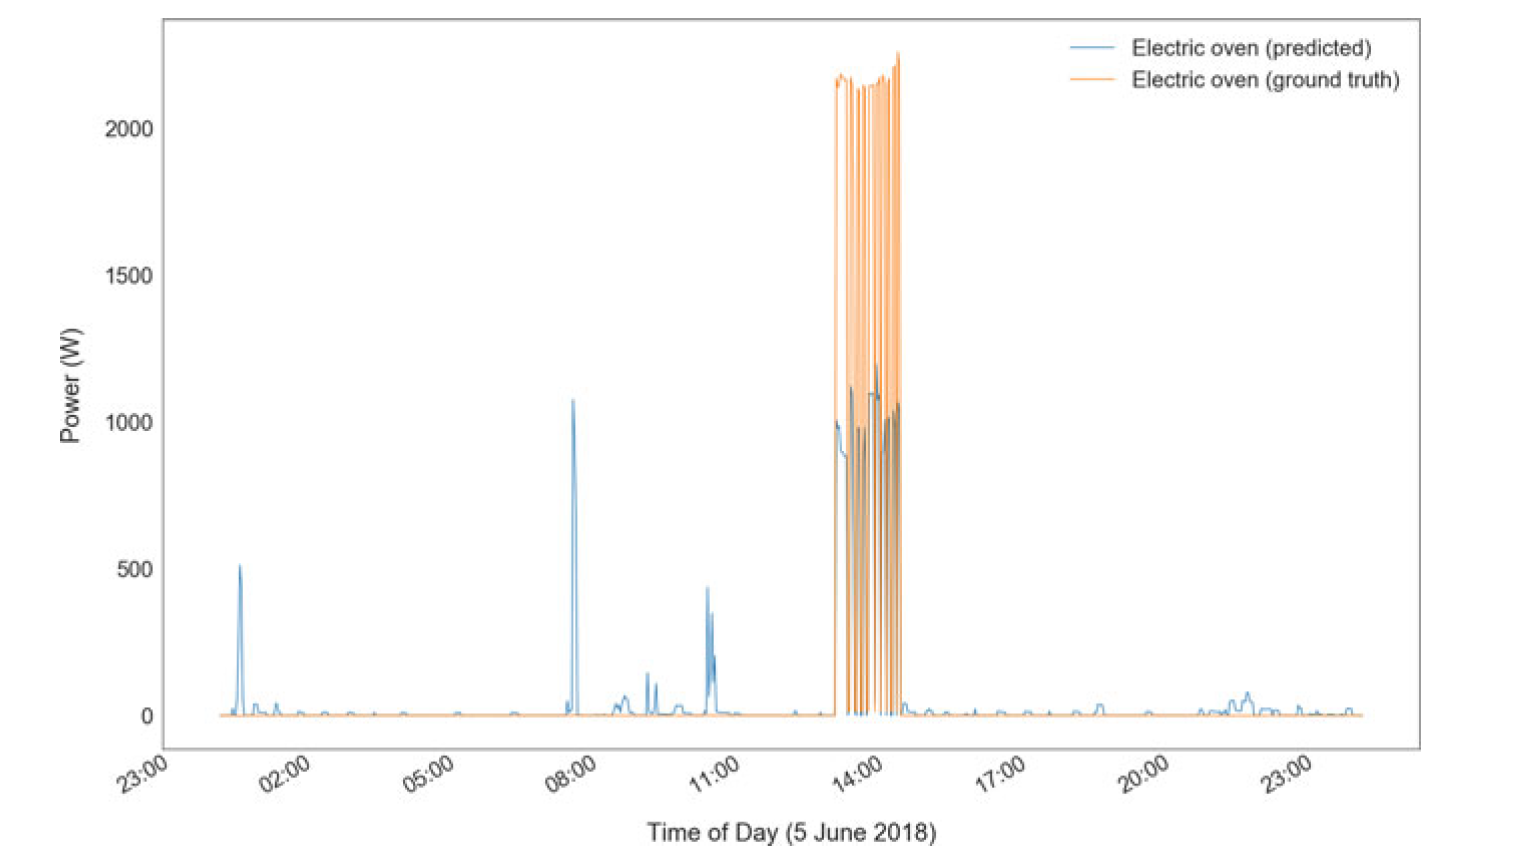 Electric oven (predicted)
Electric oven (ground truth)
2000
1500
1000
500
0
Power (W)
23:00 02:00 05:00 08:00 11:00 14:00 17:00 20:00 23:00
Time of Day (5 June 2018)